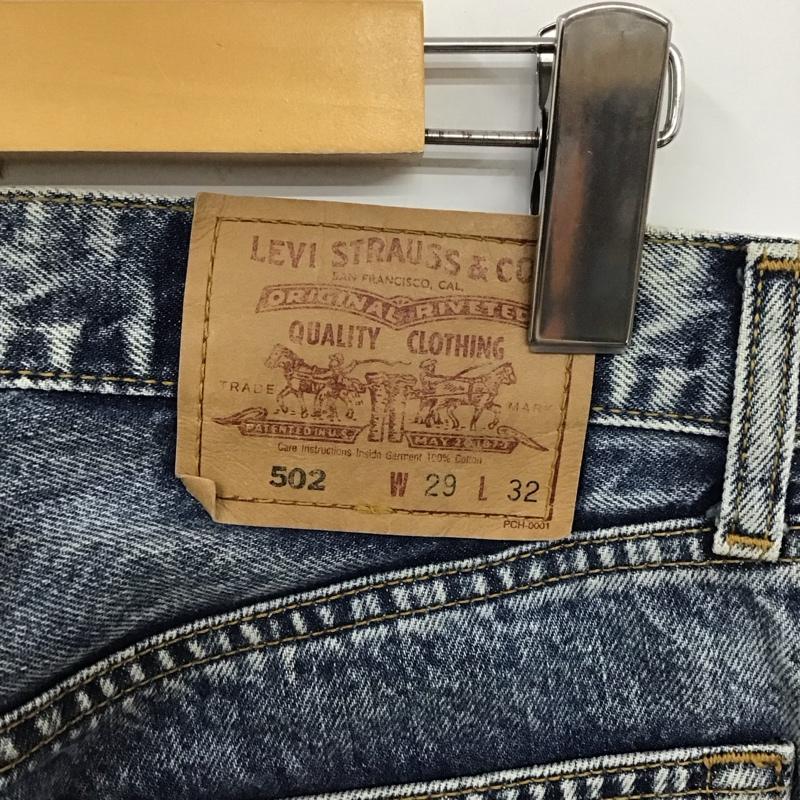 LEVI STRAUSS & CO
SAN FRANCISCO, CAL.
ORIGINAL RIVETED
QUALITY CLOTHING
TRADE MARK
PATENTED IN U.S. MAY 20 1873
Care Instructions Inside Garment 100% Cotton
502 W 29 L 32
PCH-0001